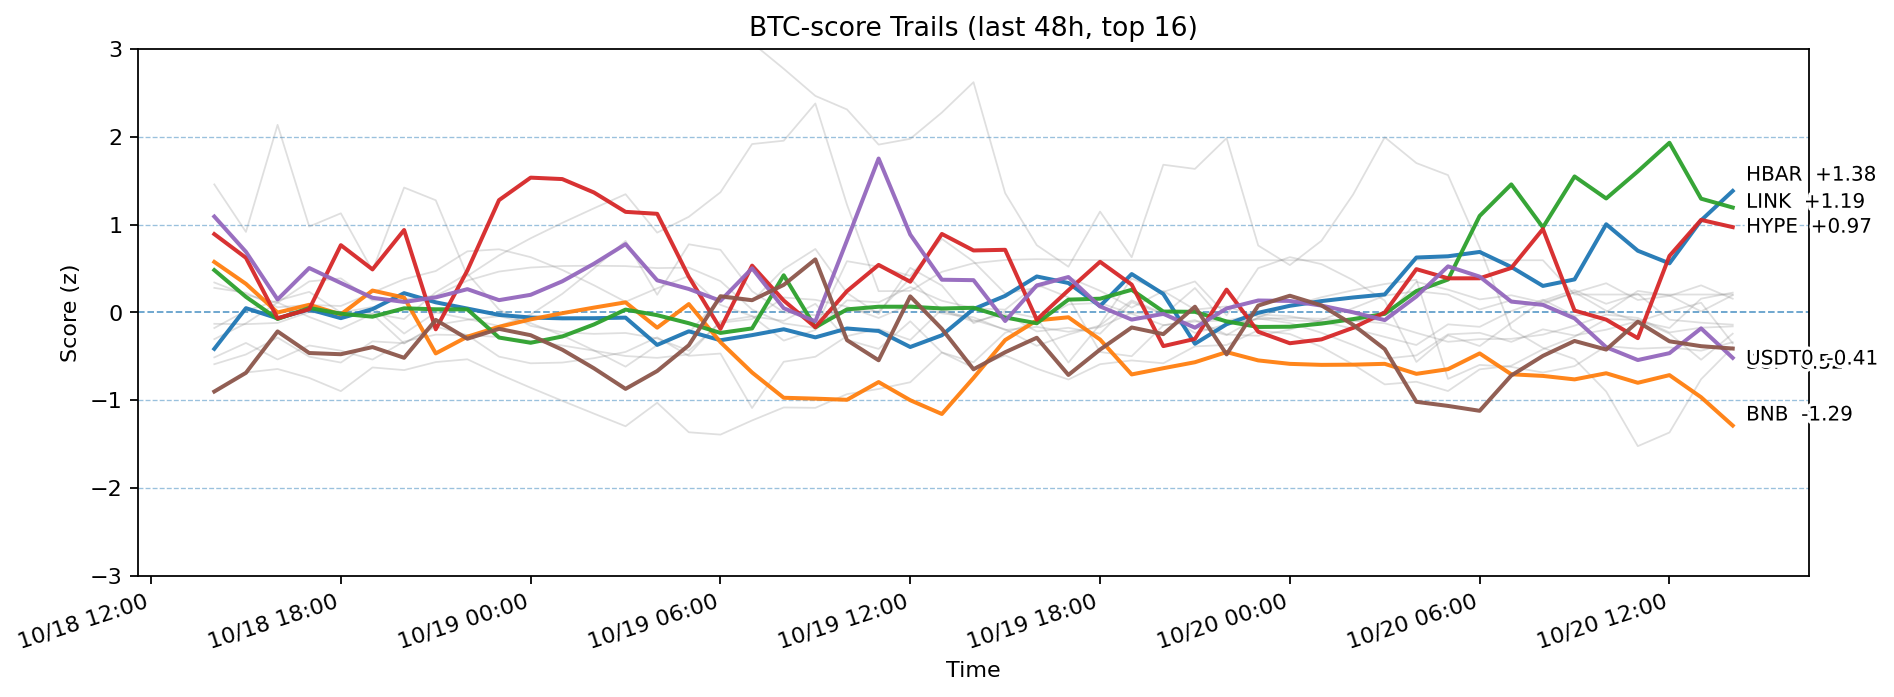 BTC-score Trails (last 48h, top 16)
3
2
1
0
−1
−2
−3
Score (z)
HBAR +1.38
LINK +1.19
HYPE +0.97
USDT0 -0.41
BNB -1.29
10/18 12:00
10/18 18:00
10/19 00:00
10/19 06:00
10/19 12:00
10/19 18:00
10/20 00:00
10/20 06:00
10/20 12:00
Time